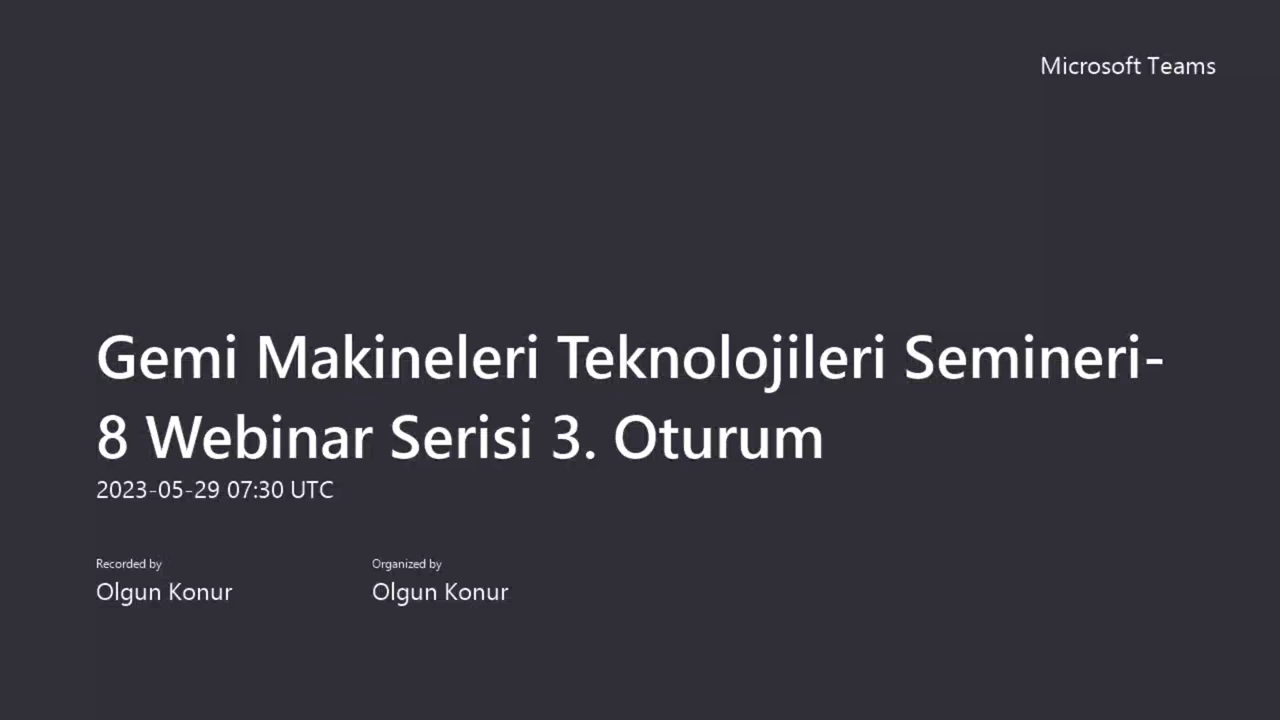 Microsoft Teams
Gemi Makineleri Teknolojileri Semineri-
8 Webinar Serisi 3. Oturum
2023-05-29 07:30 UTC
Recorded by
Olgun Konur
Organized by
Olgun Konur